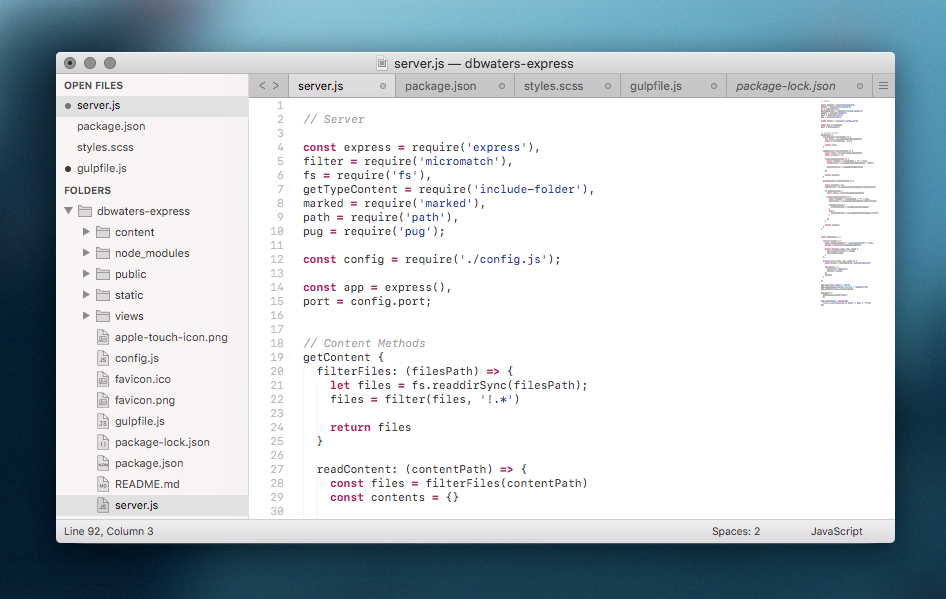 server.js — dbwaters-express
OPEN FILES
server.js
package.json
styles.scss
gulpfile.js
FOLDERS
dbwaters-express
content
node_modules
public
static
views
apple-touch-icon.png
config.js
favicon.ico
favicon.png
gulpfile.js
package-lock.json
package.json
README.md
server.js
server.js package.json styles.scss gulpfile.js package-lock.json
1
2 // Server
3
4 const express = require('express'),
5 filter = require('micromatch'),
6 fs = require('fs'),
7 getTypeContent = require('include-folder'),
8 marked = require('marked'),
9 path = require('path'),
10 pug = require('pug');
11
12 const config = require('./config.js');
13
14 const app = express(),
15 port = config.port;
16
17
18 // Content Methods
19 getContent {
20 filterFiles: (filesPath) => {
21 let files = fs.readdirSync(filesPath);
22 files = filter(files, '!.*')
23
24 return files
25 }
26
27 readContent: (contentPath) => {
28 const files = filterFiles(contentPath)
29 const contents = {}
30
Line 92, Column 3 Spaces: 2 JavaScript